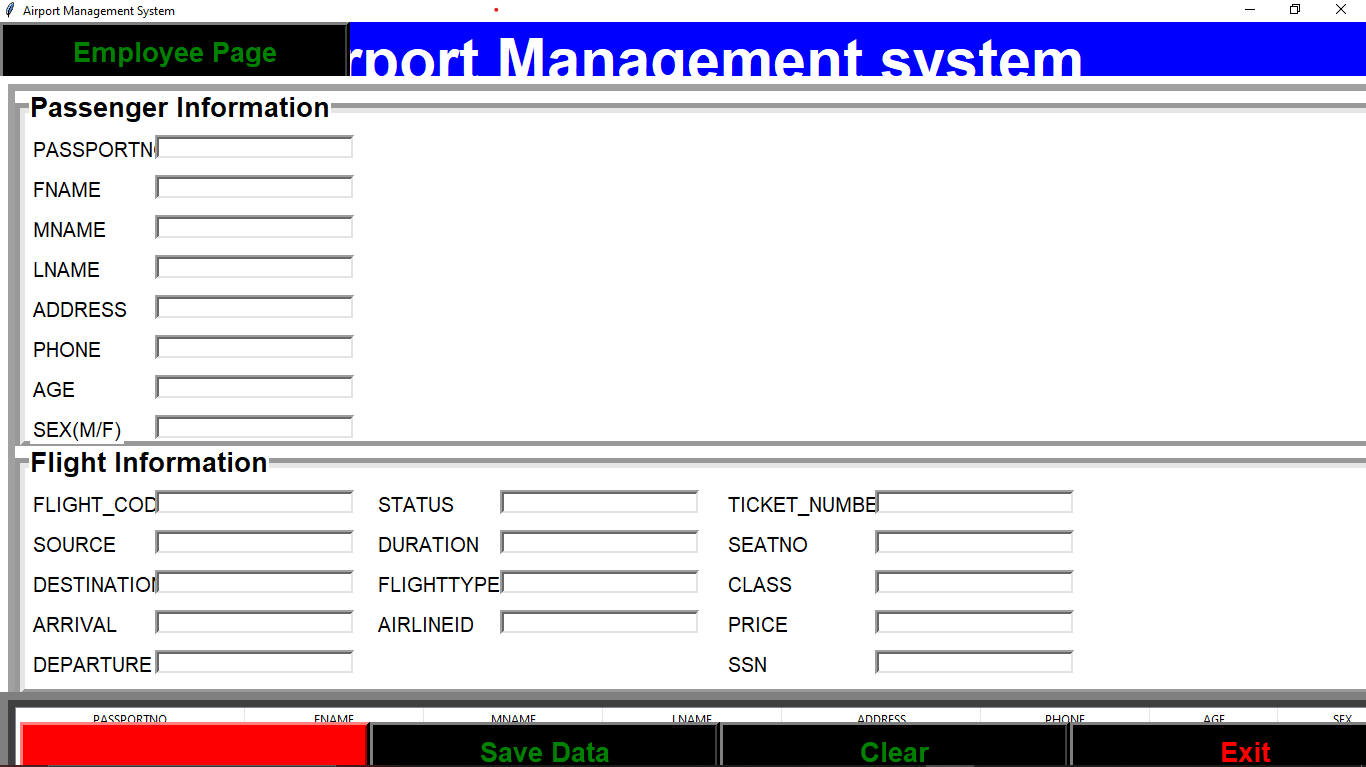 Airport Management System
Employee Page rport Management system
Passenger Information
PASSPORTN
FNAME
MNAME
LNAME
ADDRESS
PHONE
AGE
SEX(M/F)
Flight Information
FLIGHT_COD STATUS TICKET_NUMBE
SOURCE DURATION SEATNO
DESTINATION FLIGHTTYPE CLASS
ARRIVAL AIRLINEID PRICE
DEPARTURE SSN
PASSPORTNO FNAME MNAME LNAME ADDRESS PHONE AGE SEX
Save Data Clear Exit